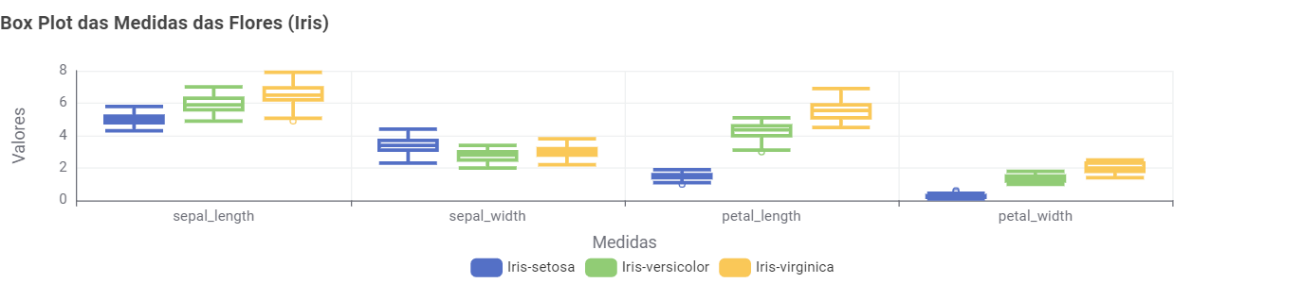 Box Plot das Medidas das Flores (Iris)
Valores
8
6
4
2
0
sepal_length sepal_width petal_length petal_width
Medidas
Iris-setosa Iris-versicolor Iris-virginica